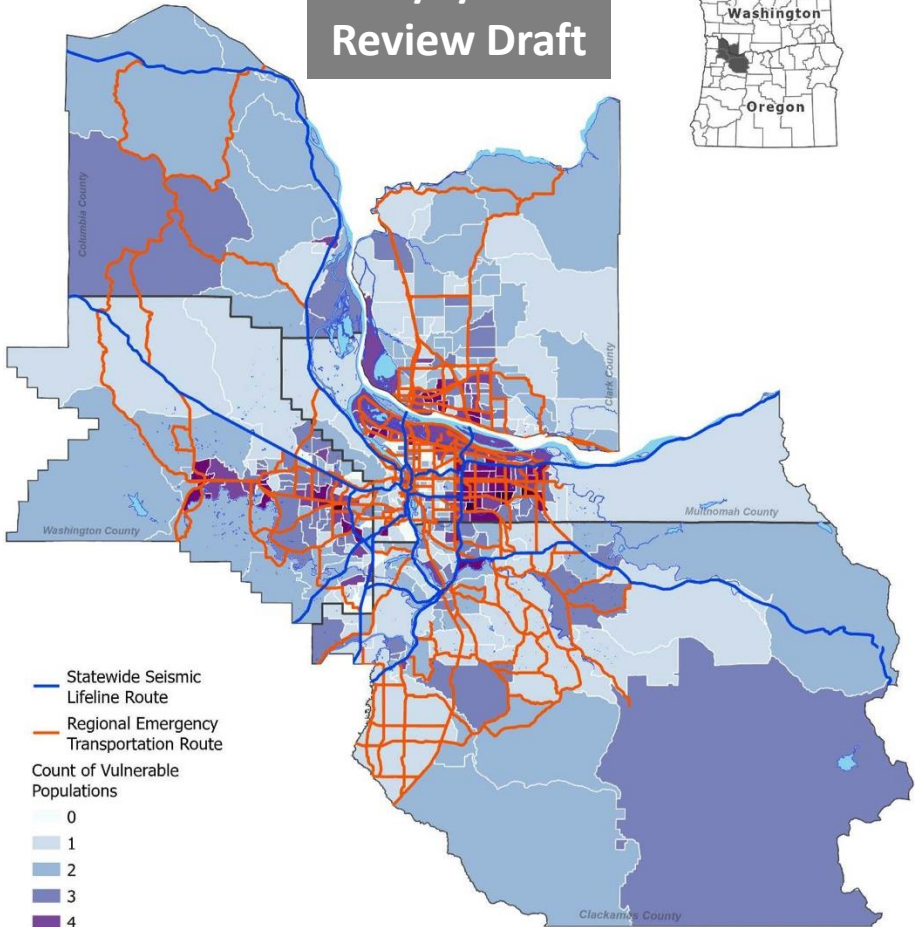 Review Draft
Washington
Oregon
Columbia County
Clark County
Multnomah County
Washington County
Statewide Seismic
Lifeline Route
Regional Emergency
Transportation Route
Count of Vulnerable
Populations
0
1
2
3
4
Clackamas County